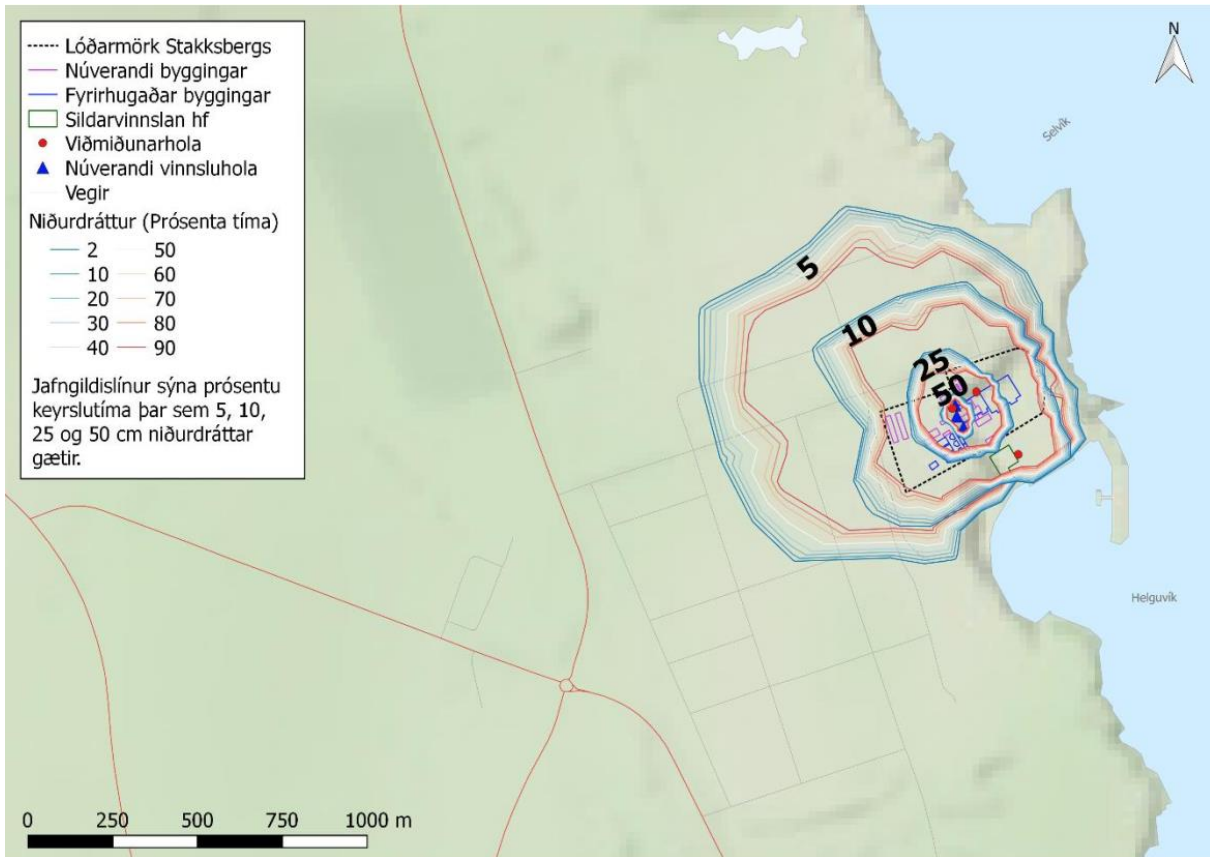 Lóðarmörk Stakksbergs
Núverandi byggingar
Fyrirhugaðar byggingar
Sildarvinnslan hf
Viðmiðunarhola
Núverandi vinnsluhola
Vegir
Niðurdráttur (Prósenta tíma)
2 50
10 60
20 70
30 80
40 90
Jafngildislínur sýna prósentu
keyrslutíma þar sem 5, 10,
25 og 50 cm niðurdráttar
gætir.
N
Selvík
5
10
25
50
Helguvík
0 250 500 750 1000 m